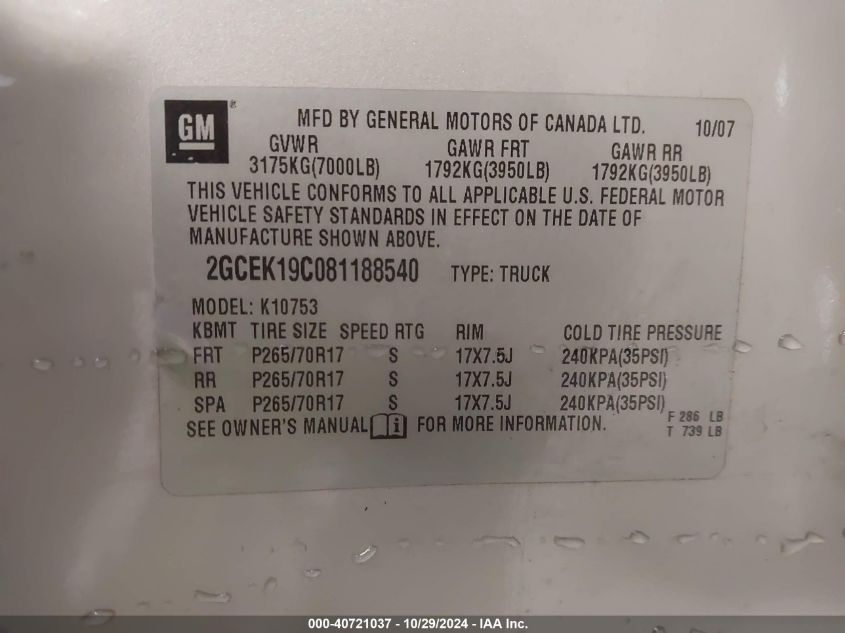 GM
MFD BY GENERAL MOTORS OF CANADA LTD. 10/07
GVWR GAWR FRT GAWR RR
3175KG(7000LB) 1792KG(3950LB) 1792KG(3950LB)
THIS VEHICLE CONFORMS TO ALL APPLICABLE U.S. FEDERAL MOTOR
VEHICLE SAFETY STANDARDS IN EFFECT ON THE DATE OF
MANUFACTURE SHOWN ABOVE.
2GCEK19C081188540 TYPE: TRUCK
MODEL: K10753
KBMT TIRE SIZE SPEED RTG RIM COLD TIRE PRESSURE
FRT P265/70R17 S 17X7.5J 240KPA(35PSI)
RR P265/70R17 S 17X7.5J 240KPA(35PSI)
SPA P265/70R17 S 17X7.5J 240KPA(35PSI)
SEE OWNER'S MANUAL i FOR MORE INFORMATION.
F 286 LB
T 739 LB
000-40721037 - 10/29/2024 - IAA Inc.